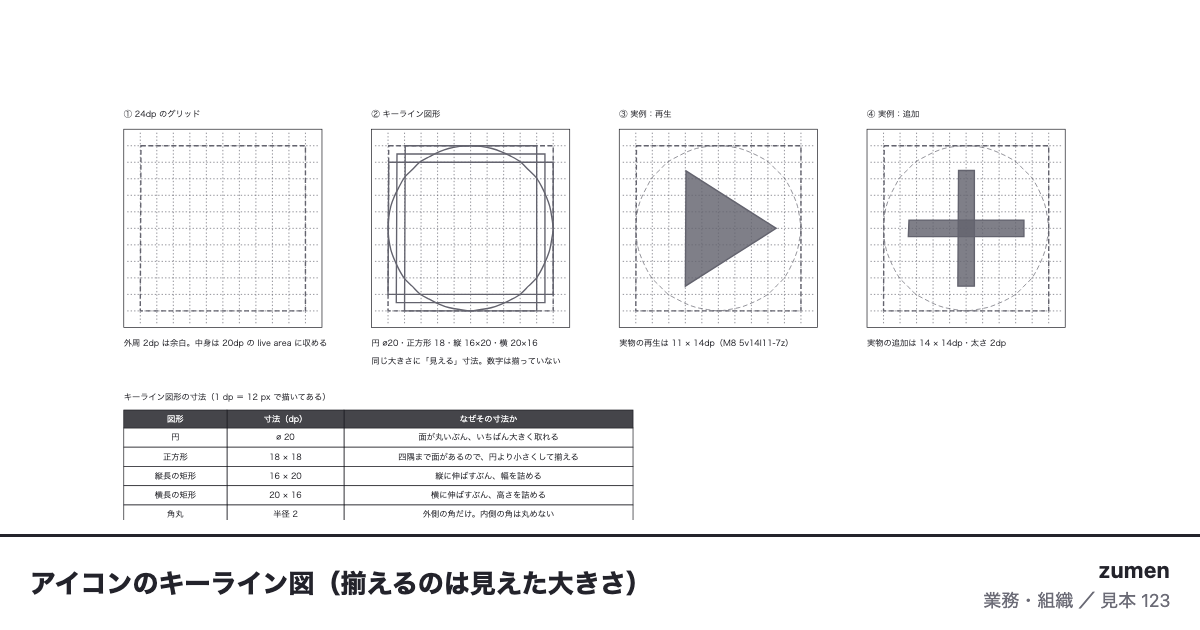 ① 24dp のグリッド
② キーライン図形
③ 実例：再生
④ 実例：追加
外周 2dp は余白。中身は 20dp の live area に収める
円 ø20・正方形 18・縦 16×20・横 20×16
同じ大きさに「見える」寸法。数字は揃っていない
実物の再生は 11 × 14dp（M8 5v14l11-7z）
実物の追加は 14 × 14dp・太さ 2dp
キーライン図形の寸法（1 dp ＝ 12 px で描いてある）
図形 寸法（dp） なぜその寸法か
円 ø 20 面が丸いぶん、いちばん大きく取れる
正方形 18 × 18 四隅まで面があるので、円より小さくして揃える
縦長の矩形 16 × 20 縦に伸ばすぶん、幅を詰める
横長の矩形 20 × 16 横に伸ばすぶん、高さを詰める
角丸 半径 2 外側の角だけ。内側の角は丸めない
アイコンのキーライン図（揃えるのは見えた大きさ）
zumen
業務・組織 ／ 見本 123